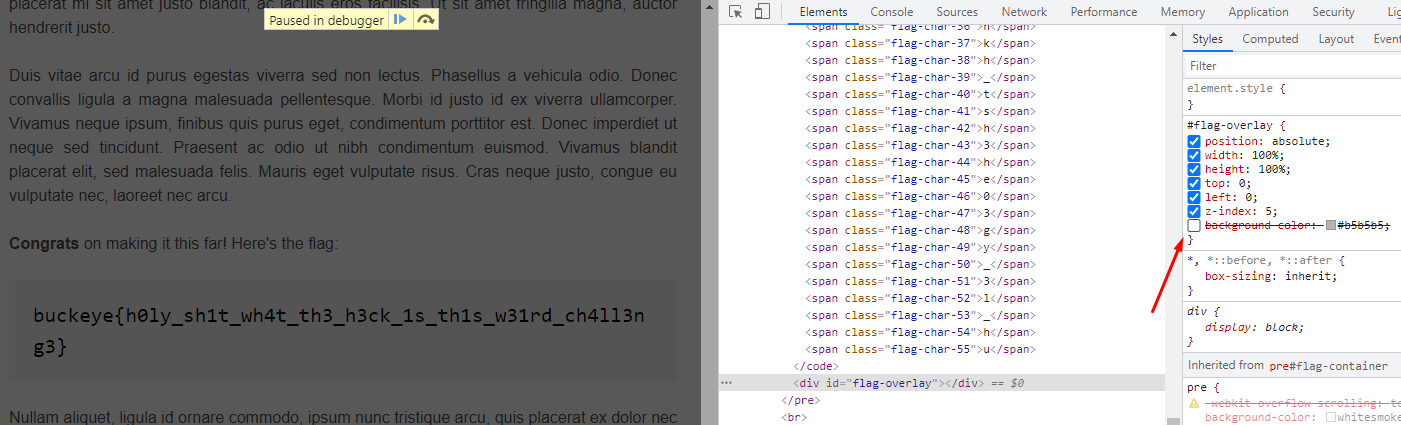 placerat mi sit amet justo blandit, ac iaculis eros facilisis. Ut sit amet fringilla magna, auctor
Paused in debugger
hendrerit justo.
Duis vitae arcu id purus egestas viverra sed non lectus. Phasellus a vehicula odio. Donec
convallis ligula a magna malesuada pellentesque. Morbi id justo id ex viverra ullamcorper.
Vivamus neque ipsum, finibus quis purus eget, condimentum porttitor est. Donec imperdiet ut
neque sed tincidunt. Praesent ac odio ut nibh condimentum euismod. Vivamus blandit
placerat elit, sed malesuada felis. Mauris eget vulputate risus. Cras neque justo, congue eu
vulputate nec, laoreet nec arcu.
Congrats on making it this far! Here's the flag:
buckeye{h0ly_sh1t_wh4t_th3_h3ck_1s_th1s_w31rd_ch4ll3n
g3}
Nullam aliquet, ligula id ornare commodo, ipsum nunc tristique arcu, quis placerat ex dolor nec
Elements Console Sources Network Performance Memory Application Security Lig
<span class="flag-char-36">h</span>
<span class="flag-char-37">k</span>
<span class="flag-char-38">h</span>
<span class="flag-char-39">_</span>
<span class="flag-char-40">t</span>
<span class="flag-char-41">s</span>
<span class="flag-char-42">h</span>
<span class="flag-char-43">3</span>
<span class="flag-char-44">h</span>
<span class="flag-char-45">e</span>
<span class="flag-char-46">0</span>
<span class="flag-char-47">3</span>
<span class="flag-char-48">g</span>
<span class="flag-char-49">y</span>
<span class="flag-char-50">_</span>
<span class="flag-char-51">3</span>
<span class="flag-char-52">l</span>
<span class="flag-char-53">_</span>
<span class="flag-char-54">h</span>
<span class="flag-char-55">u</span>
</code>
... <div id="flag-overlay"></div> == $0
</pre>
<br>
Styles Computed Layout Event
Filter
element.style {
}
#flag-overlay {
position: absolute;
width: 100%;
height: 100%;
top: 0;
left: 0;
z-index: 5;
background-color: #b5b5b5;
}
*, *::before, *::after {
box-sizing: inherit;
}
div {
display: block;
}
Inherited from pre#flag-container
pre {
-webkit-overflow-scrolling: to
background-color: whitesmoke